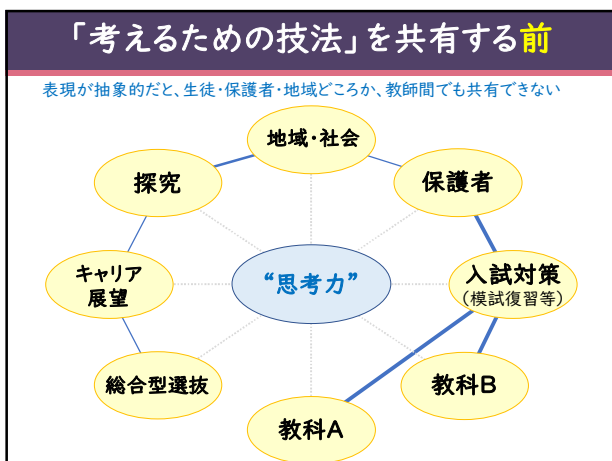 「考えるための技法」を共有する前
表現が抽象的だと、生徒・保護者・地域どころか、教師間でも共有できない
地域・社会
探究
保護者
キャリア
展望
“思考力”
入試対策
（模試復習等）
総合型選抜
教科B
教科A